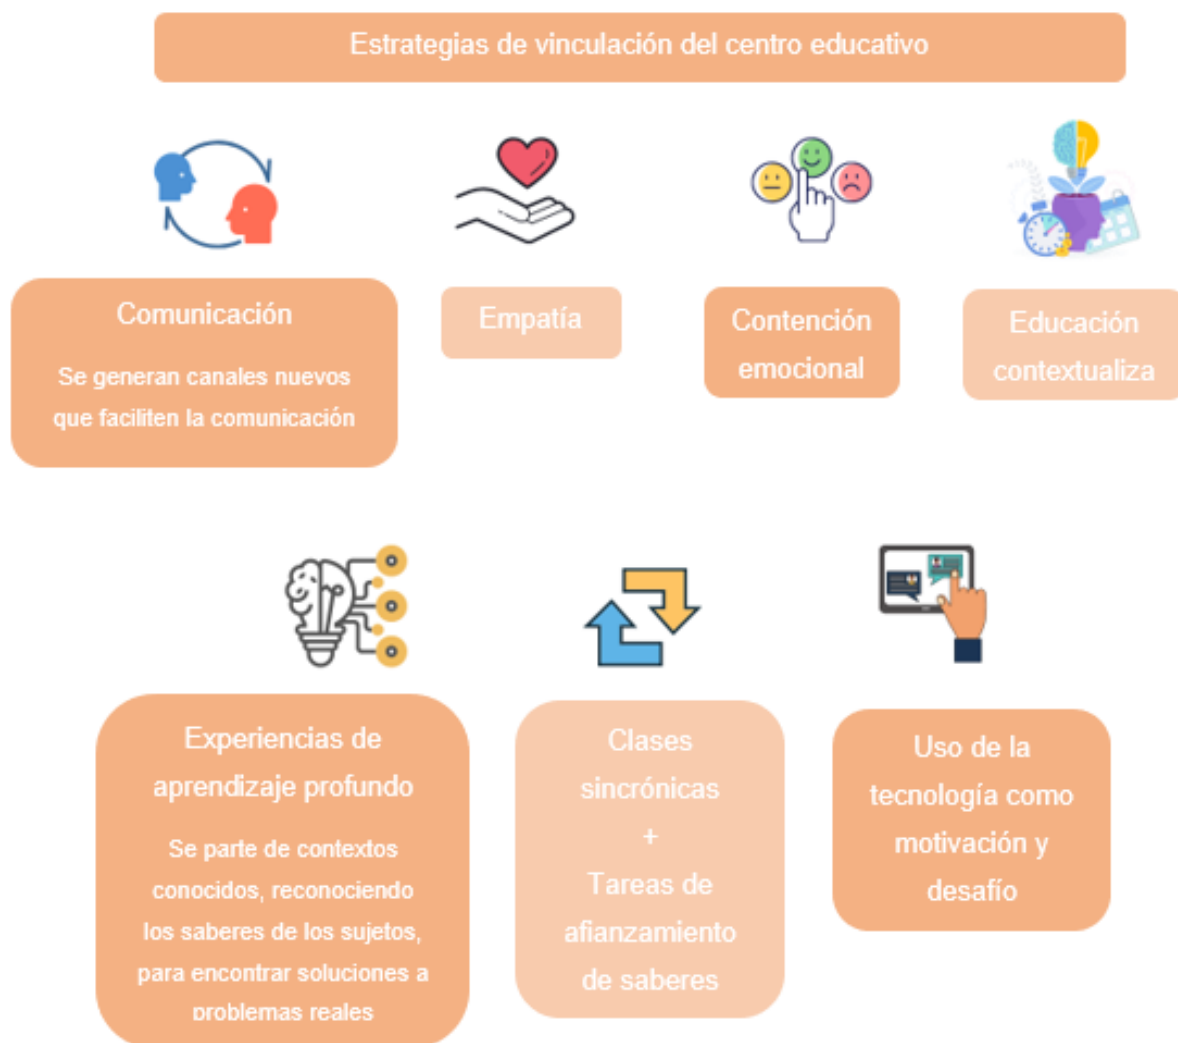 Estrategias de vinculación del centro educativo
Comunicación
Se generan canales nuevos
que faciliten la comunicación
Empatía
Contención
emocional
Educación
contextualiza
Experiencias de
aprendizaje profundo
Se parte de contextos
conocidos, reconociendo
los saberes de los sujetos,
para encontrar soluciones a
problemas reales
Clases
sincrónicas
+
Tareas de
afianzamiento
de saberes
Uso de la
tecnología como
motivación y
desafío